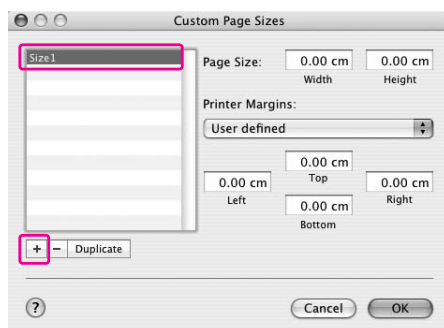 Custom Page Sizes
Size1
Page Size:
0.00 cm
0.00 cm
Width
Height
Printer Margins:
User defined
0.00 cm
Top
0.00 cm
0.00 cm
Left
Right
0.00 cm
Bottom
+ − Duplicate
?
Cancel
OK